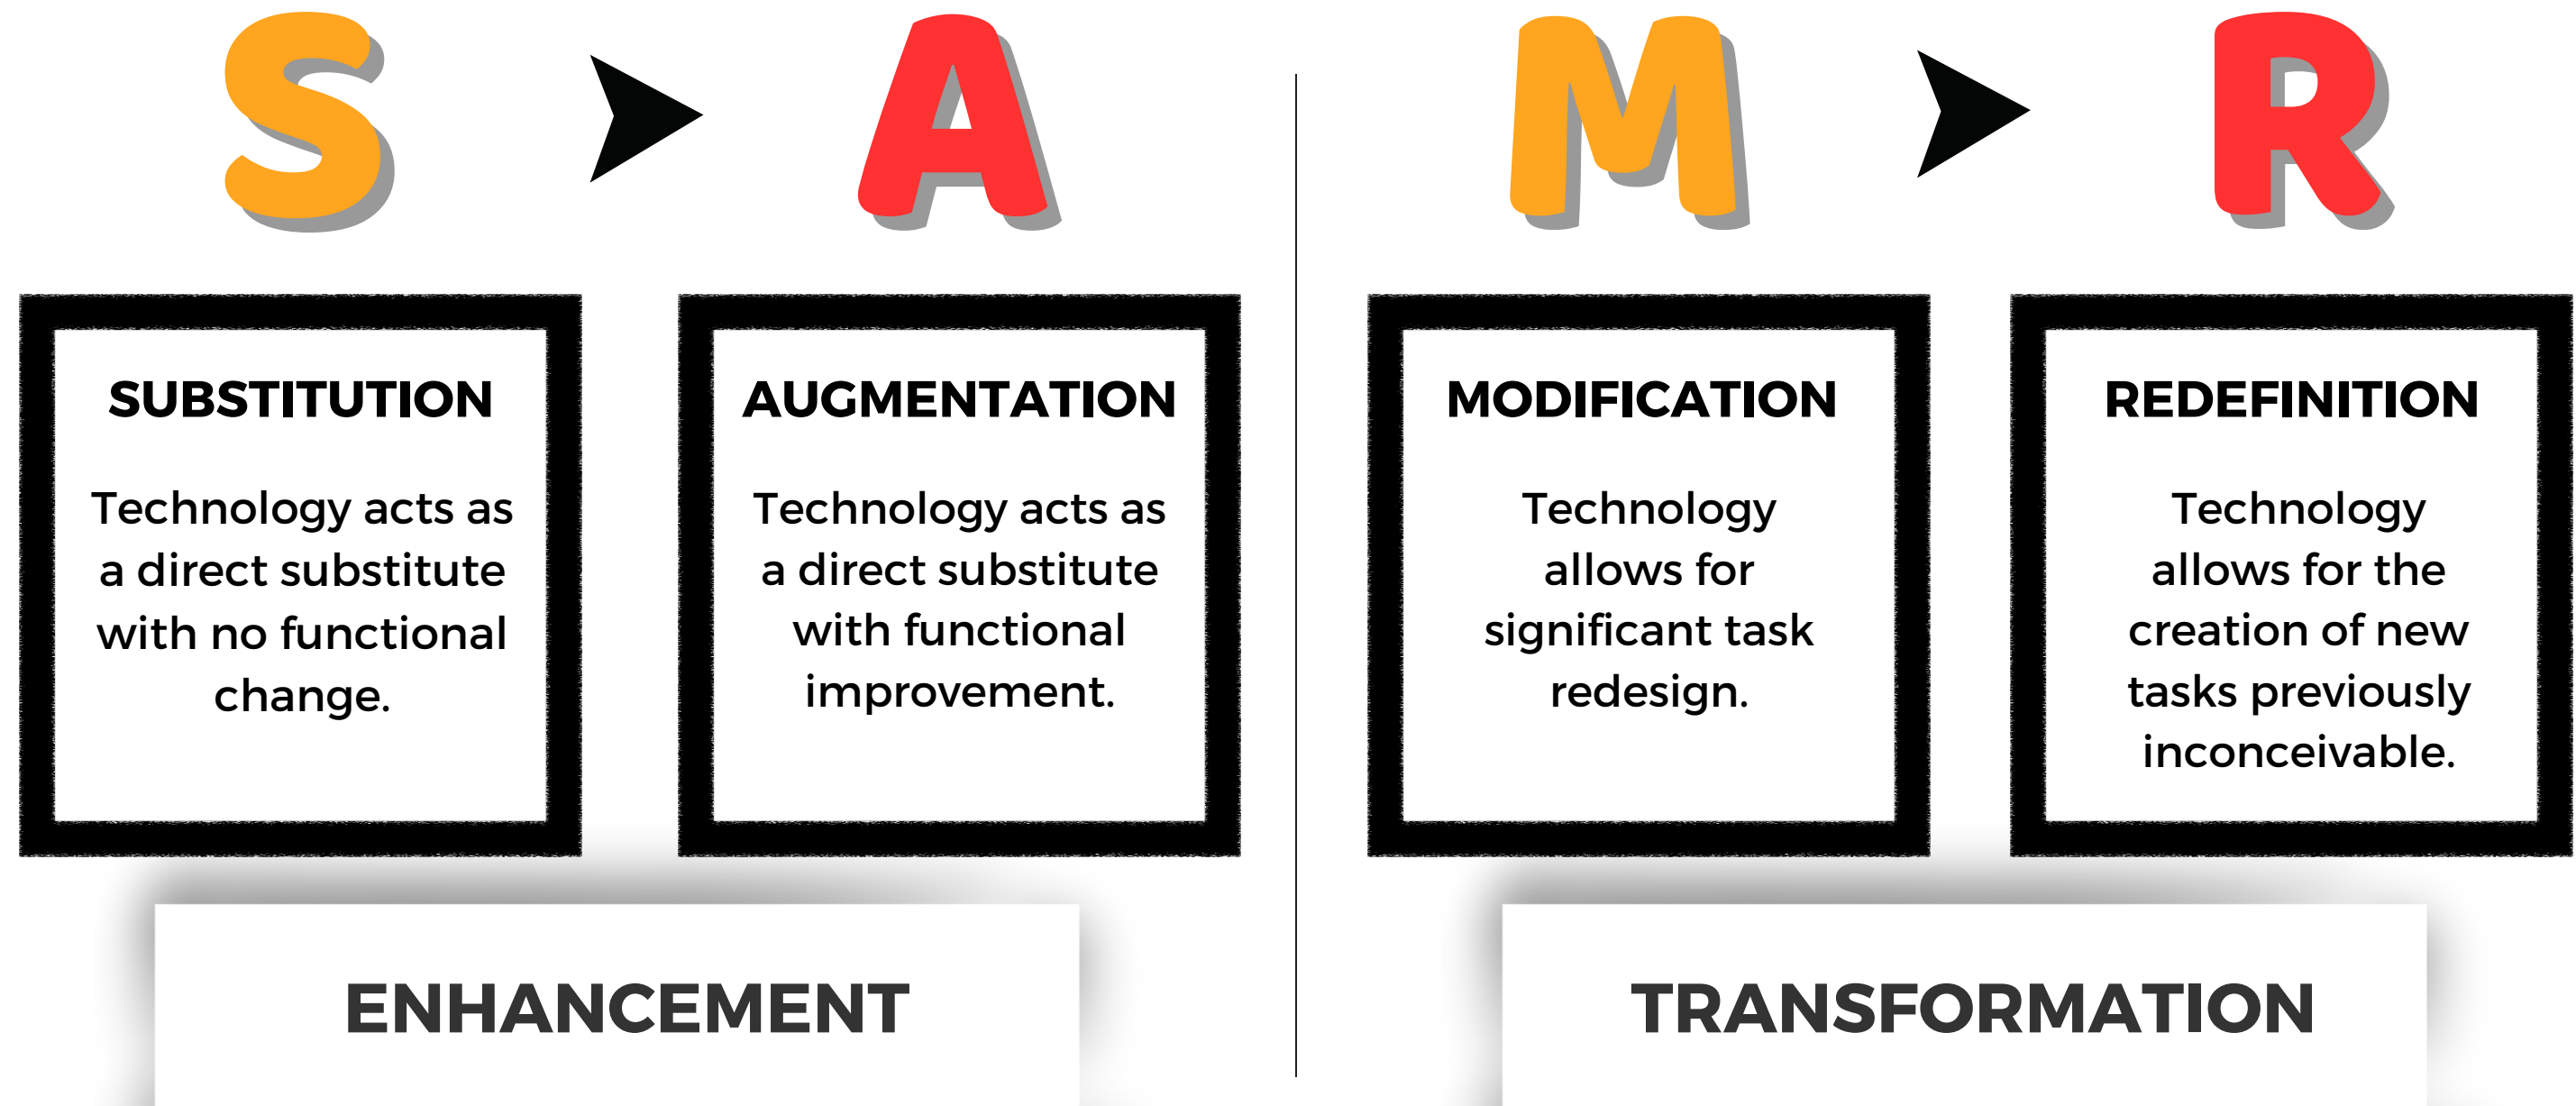 S
A
M
R
SUBSTITUTION
Technology acts as
a direct substitute
with no functional
change.
AUGMENTATION
Technology acts as
a direct substitute
with functional
improvement.
MODIFICATION
Technology
allows for
significant task
redesign.
REDEFINITION
Technology
allows for the
creation of new
tasks previously
inconceivable.
ENHANCEMENT
TRANSFORMATION